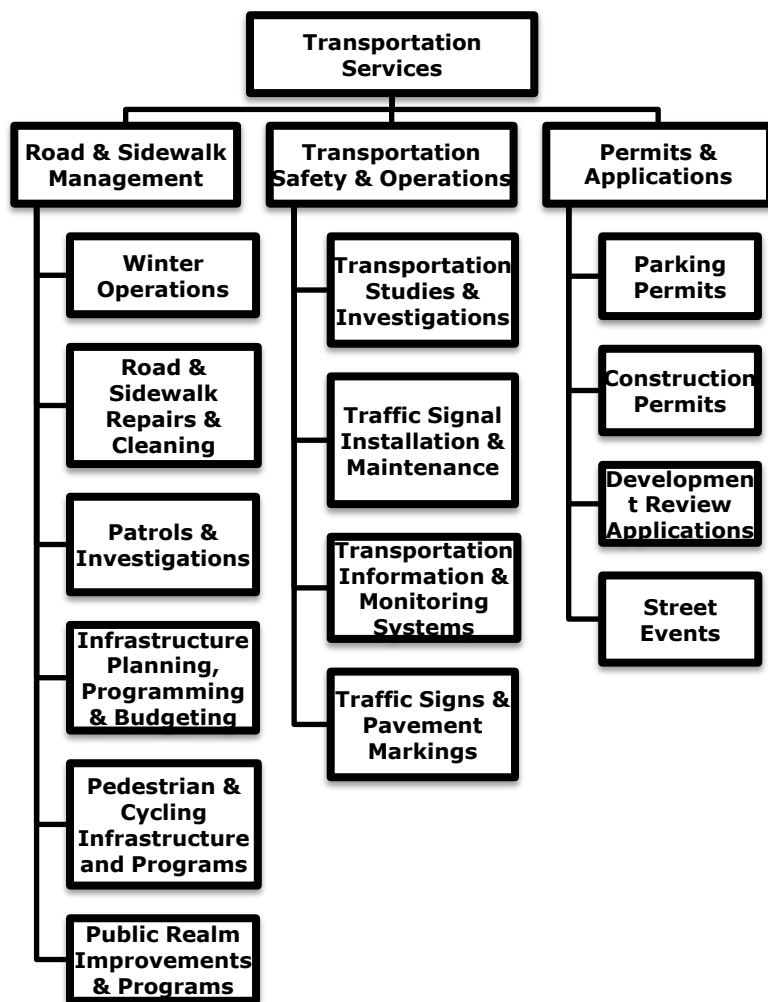 Transportation
Services
Road & Sidewalk
Management
Winter
Operations
Road &
Sidewalk
Repairs &
Cleaning
Patrols &
Investigations
Infrastructure
Planning,
Programming
& Budgeting
Pedestrian &
Cycling
Infrastructure
and Programs
Public Realm
Improvements
& Programs
Transportation
Safety & Operations
Transportation
Studies &
Investigations
Traffic Signal
Installation &
Maintenance
Transportation
Information &
Monitoring
Systems
Traffic Signs &
Pavement
Markings
Permits &
Applications
Parking
Permits
Construction
Permits
Developmen
t Review
Applications
Street
Events